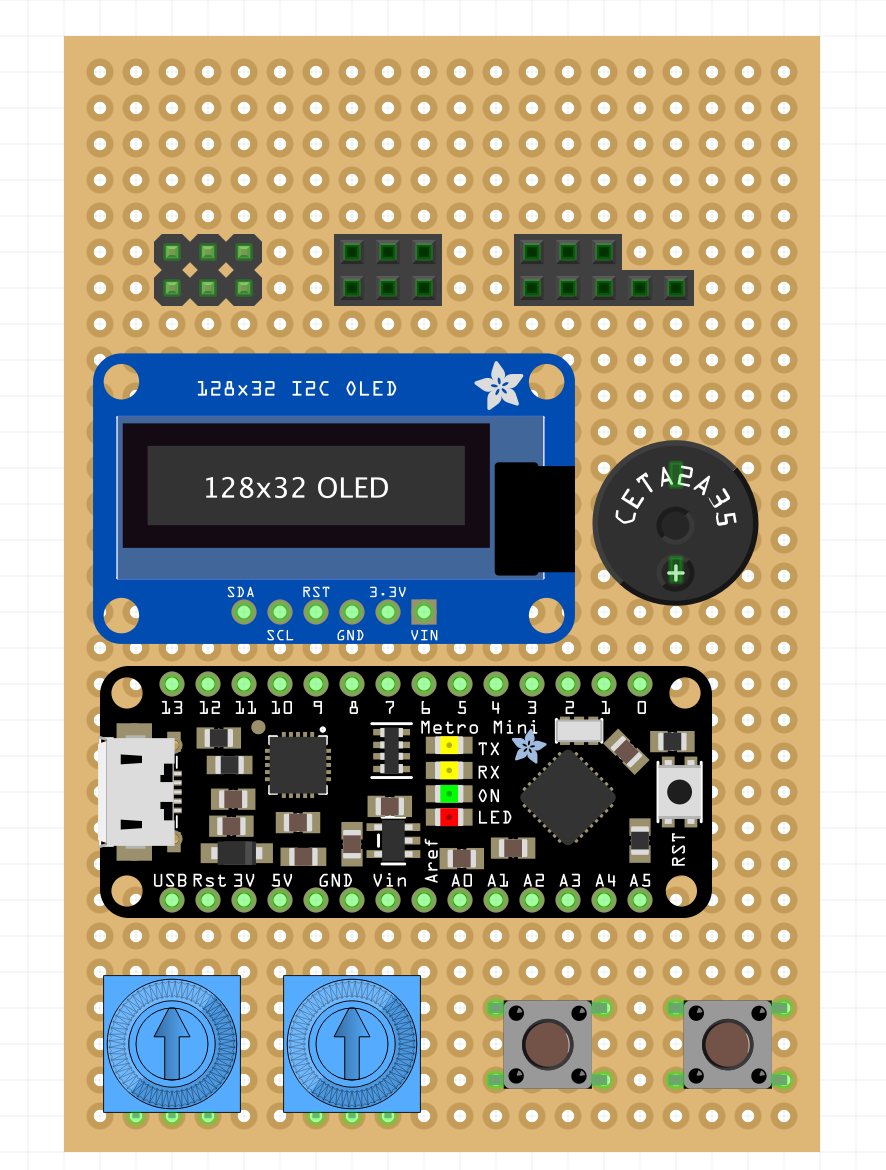 128x32 I2C OLED
128x32 OLED
CETA2A35
+
SDA RST 3.3V
SCL GND VIN
13 12 11 10 9 8 7 6 5 4 3 2 1 0
Metro Mini
TX
RX
ON
LED
RST
Aref
USB Rst 3V 5V GND Vin A0 A1 A2 A3 A4 A5